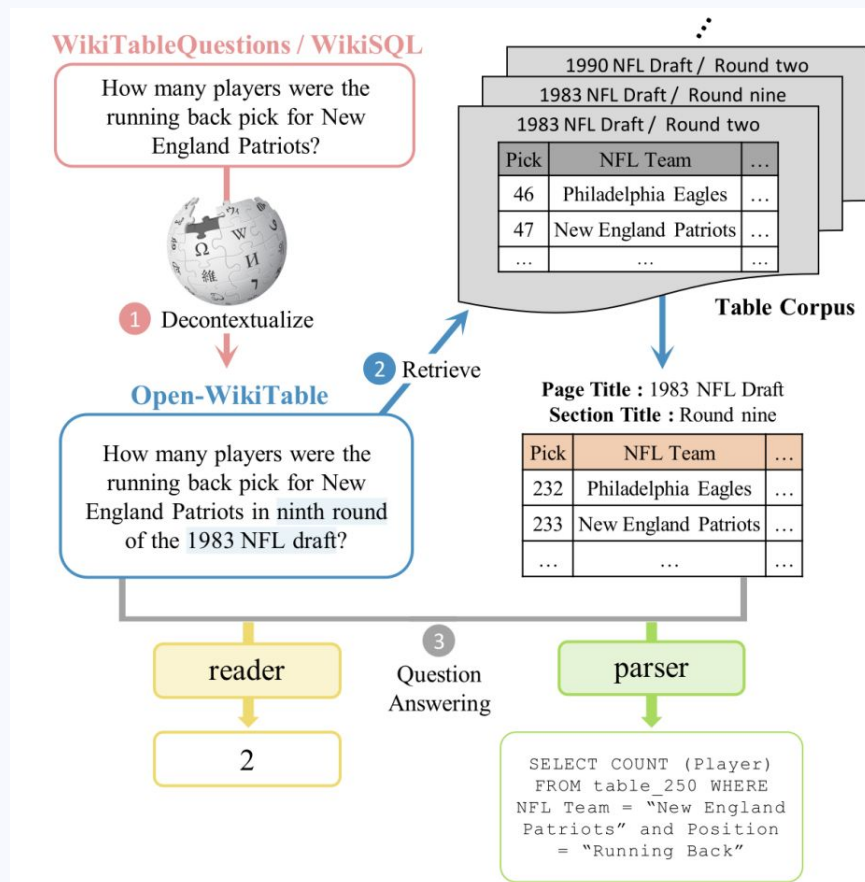 WikiTableQuestions / WikiSQL
How many players were the
running back pick for New
England Patriots?
Ω
W
И
維
7
1 Decontextualize
Open-WikiTable
How many players were the
running back pick for New
England Patriots in ninth round
of the 1983 NFL draft?
2 Retrieve
1990 NFL Draft / Round two
1983 NFL Draft / Round nine
1983 NFL Draft / Round two
Pick NFL Team ...
46 Philadelphia Eagles ...
47 New England Patriots ...
... ... ...
Table Corpus
Page Title : 1983 NFL Draft
Section Title : Round nine
Pick NFL Team ...
232 Philadelphia Eagles ...
233 New England Patriots ...
... ... ...
3
Question
Answering
reader
2
parser
SELECT COUNT (Player)
FROM table_250 WHERE
NFL Team = “New England
Patriots” and Position
= “Running Back”